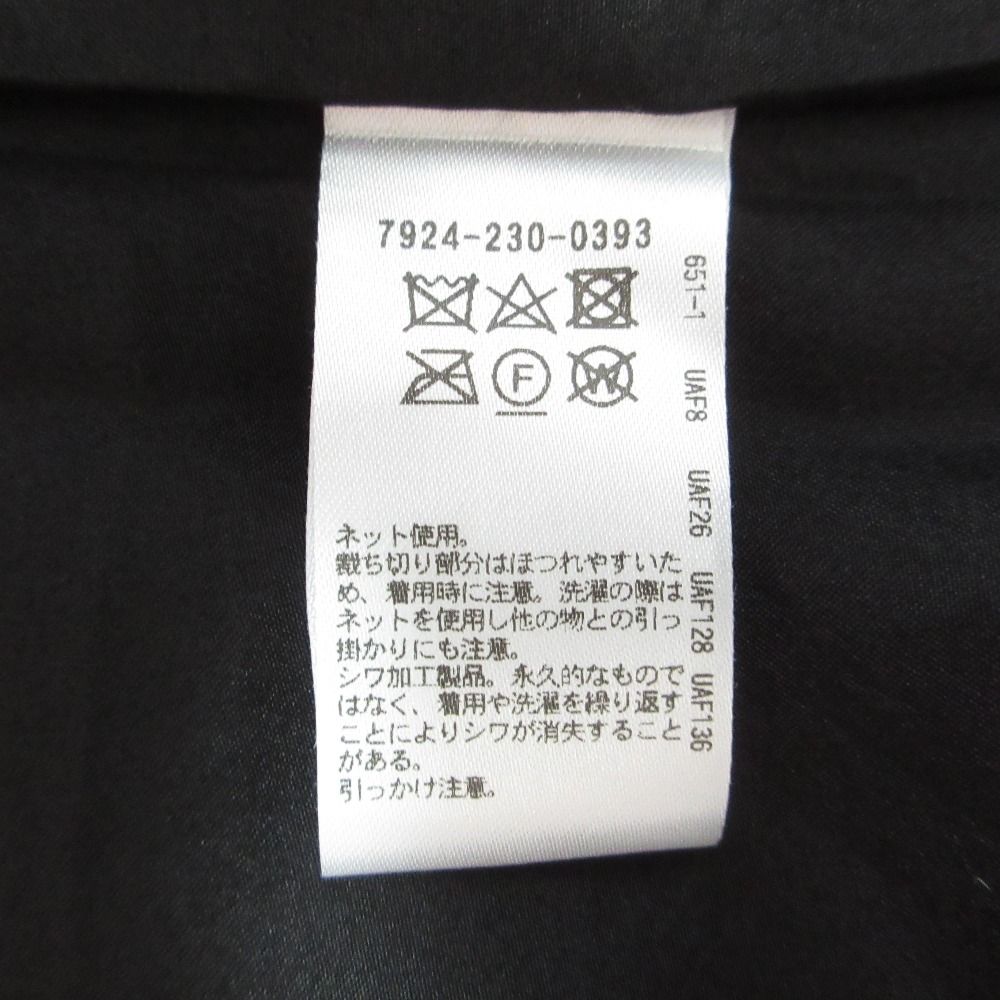 7924-230-0393
F
W
ネット使用。
裁ち切り部分はほつれやすいた
め、着用時に注意。洗濯の際は
ネットを使用し他の物との引っ
掛かりにも注意。
シワ加工製品。永久的なもので
はなく、着用や洗濯を繰り返す
ことによりシワが消失すること
がある。
引っかけ注意。
651-1 UAF8 UAF26 UAF128 UAF136